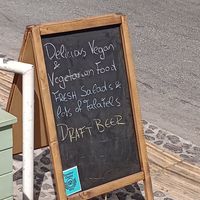 Delicious Vegan
&
Vegetarian Food
FRESH Salads &
lots of falafels
DRAFT BEER